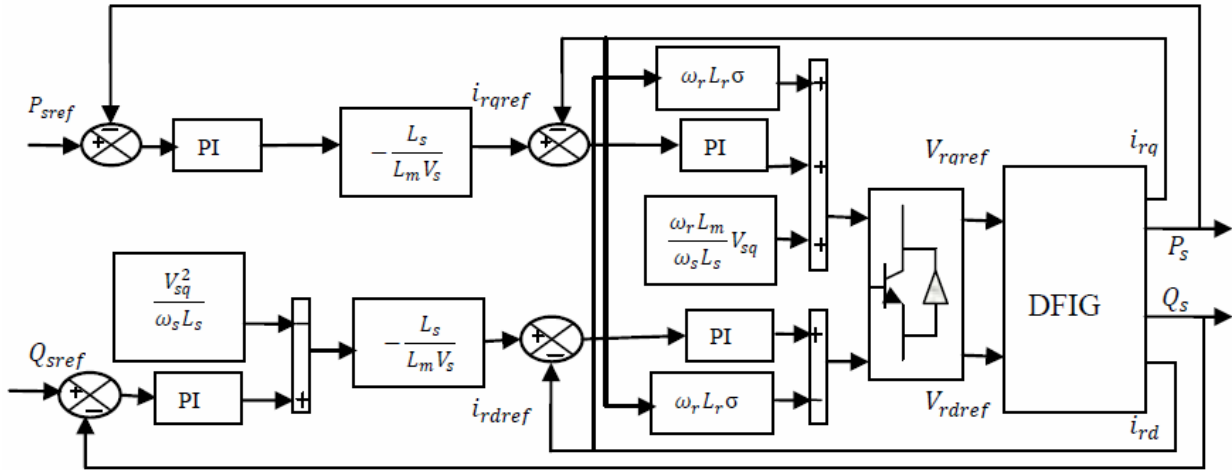 P_sref
PI
-L_s/(L_m V_s)
i_rqref
ω_r L_r σ
PI
(ω_r L_m)/(ω_s L_s) V_sq
V_rqref
i_rq
P_s
V_sq^2/(ω_s L_s)
Q_sref
PI
-L_s/(L_m V_s)
i_rdref
PI
ω_r L_r σ
V_rdref
DFIG
Q_s
i_rd